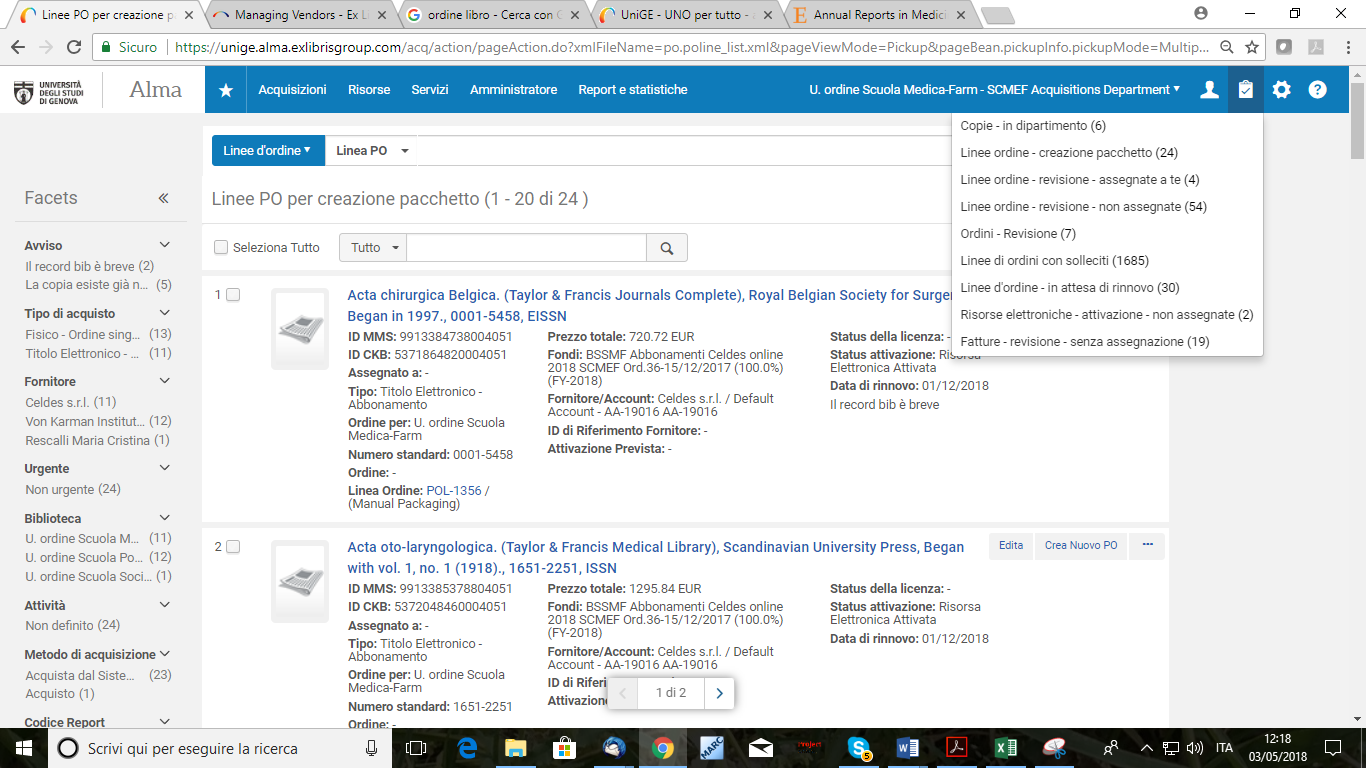 Linee PO per creazione p
Managing Vendors - Ex L
ordine libro - Cerca con G
UniGE - UNO per tutto -
Annual Reports in Medici
Sicuro
https://unige.alma.exlibrisgroup.com/acq/action/pageAction.do?xmlFileName=po.poline_list.xml&pageViewMode=Pickup&pageBean.pickupInfo.pickupMode=Multip...
UNIVERSITÀ
DEGLI STUDI
DI GENOVA
Alma
Acquisizioni Risorse Servizi Amministratore Report e statistiche
U. ordine Scuola Medica-Farm - SCMEF Acquisitions Department
Copie - in dipartimento (6)
Linee ordine - creazione pacchetto (24)
Linee ordine - revisione - assegnate a te (4)
Linee ordine - revisione - non assegnate (54)
Ordini - Revisione (7)
Linee di ordini con solleciti (1685)
Linee d'ordine - in attesa di rinnovo (30)
Risorse elettroniche - attivazione - non assegnate (2)
Fatture - revisione - senza assegnazione (19)
Linee d'ordine Linea PO
Facets
Avviso
Il record bib è breve (2)
La copia esiste già n... (5)
Tipo di acquisto
Fisico - Ordine sing... (13)
Titolo Elettronico - ... (11)
Fornitore
Celdes s.r.l. (11)
Von Karman Institut... (12)
Rescalli Maria Cristina (1)
Urgente
Non urgente (24)
Biblioteca
U. ordine Scuola M... (11)
U. ordine Scuola Po... (12)
U. ordine Scuola Soci... (1)
Attività
Non definito (24)
Metodo di acquisizione
Acquista dal Siste... (23)
Acquisto (1)
Codice Report
Linee PO per creazione pacchetto (1 - 20 di 24 )
Seleziona Tutto Tutto
1
Acta chirurgica Belgica. (Taylor & Francis Journals Complete), Royal Belgian Society for Surger
Began in 1997., 0001-5458, EISSN
ID MMS: 9913384738004051
ID CKB: 5371864820004051
Assegnato a: -
Tipo: Titolo Elettronico -
Abbonamento
Ordine per: U. ordine Scuola
Medica-Farm
Numero standard: 0001-5458
Ordine: -
Linea Ordine: POL-1356 /
(Manual Packaging)
Prezzo totale: 720.72 EUR
Fondi: BSSMF Abbonamenti Celdes online
2018 SCMEF Ord.36-15/12/2017 (100.0%)
(FY-2018)
Fornitore/Account: Celdes s.r.l. / Default
Account - AA-19016 AA-19016
ID di Riferimento Fornitore: -
Attivazione Prevista: -
Status della licenza: -
Status attivazione: Risorsa
Elettronica Attivata
Data di rinnovo: 01/12/2018
Il record bib è breve
2
Acta oto-laryngologica. (Taylor & Francis Medical Library), Scandinavian University Press, Began
with vol. 1, no. 1 (1918)., 1651-2251, ISSN
Edita Crea Nuovo PO ...
ID MMS: 9913385378804051
ID CKB: 5372048460004051
Assegnato a: -
Tipo: Titolo Elettronico -
Abbonamento
Ordine per: U. ordine Scuola
Medica-Farm
Numero standard: 1651-2251
Ordine: -
Prezzo totale: 1295.84 EUR
Fondi: BSSMF Abbonamenti Celdes online
2018 SCMEF Ord.36-15/12/2017 (100.0%)
(FY-2018)
Fornitore/Account: Celdes s.r.l. / Default
Account - AA-19016 AA-19016
ID di Riferi
Attivazione
Status della licenza: -
Status attivazione: Risorsa
Elettronica Attivata
Data di rinnovo: 01/12/2018
1 di 2
Scrivi qui per eseguire la ricerca
MARC
5
ITA
12:18
03/05/2018